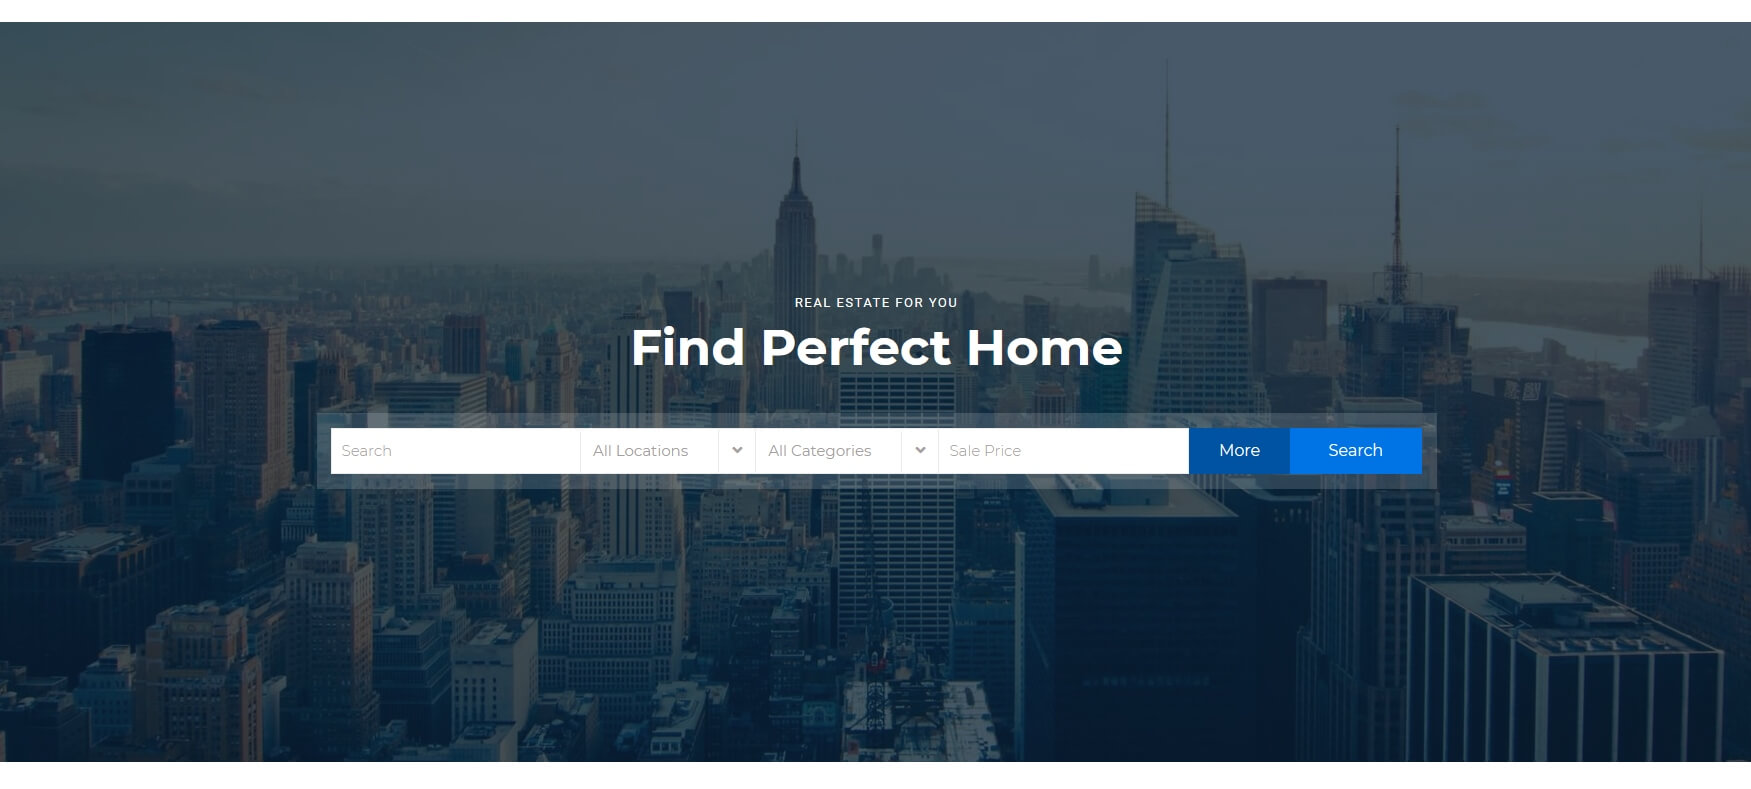 REAL ESTATE FOR YOU
Find Perfect Home
Search All Locations All Categories Sale Price More Search